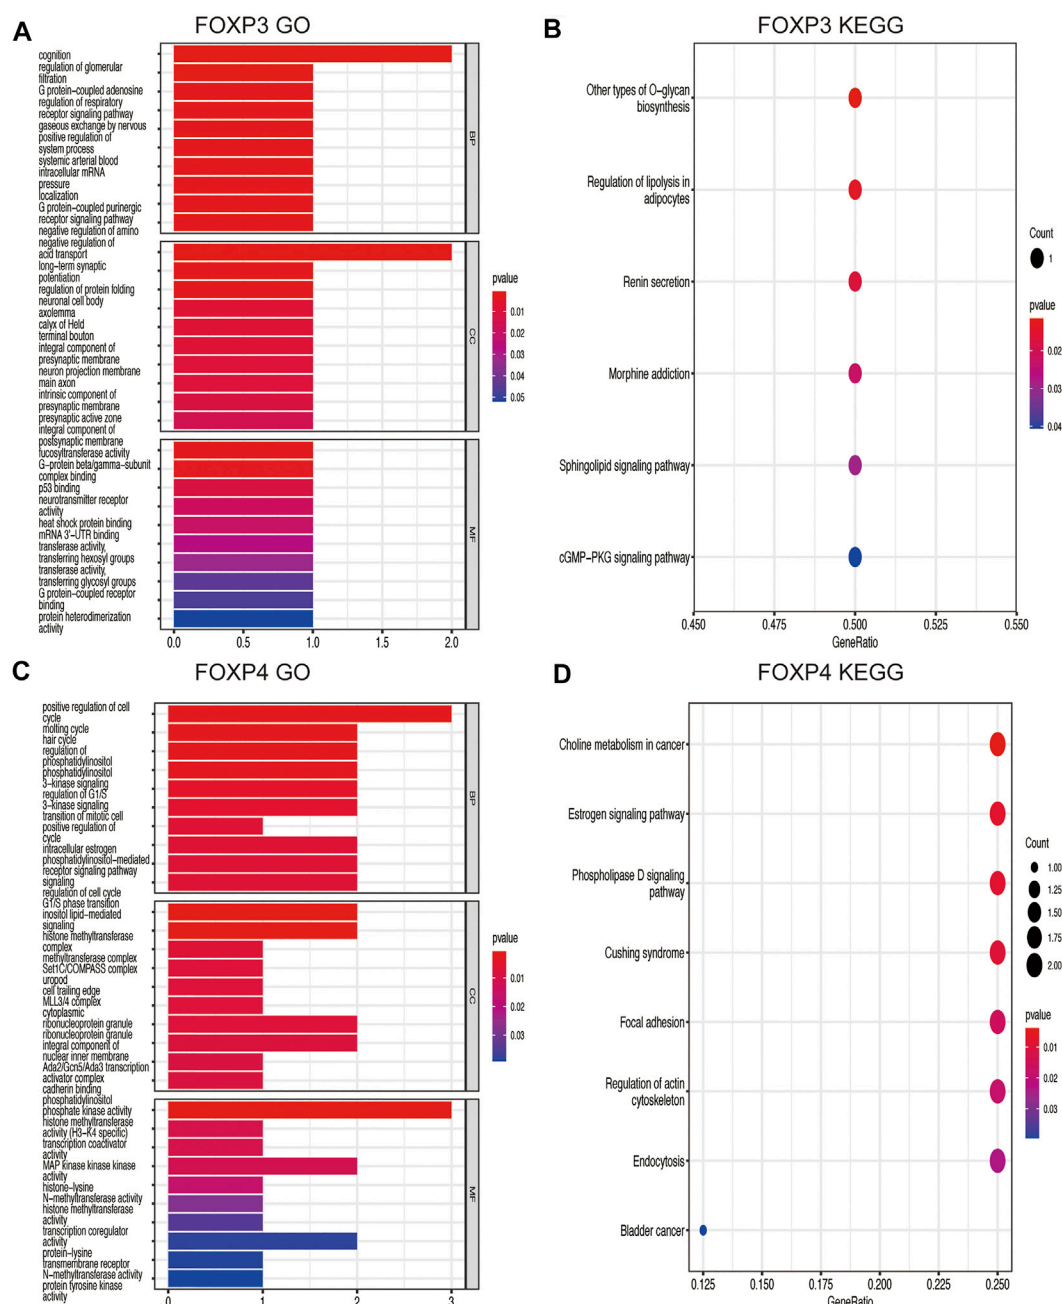 A
FOXP3 GO
cognition
regulation of glomerular
filtration
G protein-coupled adenosine
regulation of respiratory
receptor signaling pathway
gaseous exchange by nervous
positive regulation of
system process
systemic arterial blood
intracellular mRNA
pressure
localization
G protein-coupled purinergic
receptor signaling pathway
negative regulation of amino
negative regulation of
acid transport
long-term synaptic
potentiation
regulation of protein folding
neuronal cell body
axolemma
calyx of Held
terminal bouton
integral component of
presynaptic membrane
neuron projection membrane
main axon
intrinsic component of
presynaptic membrane
presynaptic active zone
integral component of
postsynaptic membrane
fucosyltransferase activity
G-protein beta/gamma-subunit
complex binding
p53 binding
neurotransmitter receptor
activity
heat shock protein binding
mRNA 3'-UTR binding
transferase activity,
transferring hexosyl groups
transferase activity,
transferring glycosyl groups
G protein-coupled receptor
binding
protein heterodimerization
activity
BP
CC
MF
0.0 0.5 1.0 1.5 2.0
pvalue
0.01
0.02
0.03
0.04
0.05
B
FOXP3 KEGG
Other types of O-glycan
biosynthesis
Regulation of lipolysis in
adipocytes
Renin secretion
Morphine addiction
Sphingolipid signaling pathway
cGMP-PKG signaling pathway
0.450 0.475 0.500 0.525 0.550
GeneRatio
Count
1
pvalue
0.02
0.03
0.04
C
FOXP4 GO
positive regulation of cell
cycle
molting cycle
hair cycle
regulation of
phosphatidylinositol
phosphatidylinositol
3-kinase signaling
regulation of G1/S
3-kinase signaling
transition of mitotic cell
positive regulation of
cycle
intracellular estrogen
phosphatidylinositol-mediated
receptor signaling pathway
signaling
regulation of cell cycle
G1/S phase transition
inositol lipid-mediated
signaling
histone methyltransferase
complex
methyltransferase complex
Set1C/COMPASS complex
uropod
cell trailing edge
MLL3/4 complex
cytoplasmic
ribonucleoprotein granule
ribonucleoprotein granule
integral component of
nuclear inner membrane
Ada2/Gcn5/Ada3 transcription
activator complex
cadherin binding
phosphatidylinositol
phosphate kinase activity
histone methyltransferase
activity (H3-K4 specific)
transcription coactivator
activity
MAP kinase kinase kinase
activity
histone-lysine
N-methyltransferase activity
histone methyltransferase
activity
transcription coregulator
activity
protein-lysine
transmembrane receptor
N-methyltransferase activity
protein tyrosine kinase
activity
BP
CC
MF
0 1 2 3
pvalue
0.01
0.02
0.03
D
FOXP4 KEGG
Choline metabolism in cancer
Estrogen signaling pathway
Phospholipase D signaling
pathway
Cushing syndrome
Focal adhesion
Regulation of actin
cytoskeleton
Endocytosis
Bladder cancer
0.125 0.150 0.175 0.200 0.225 0.250
GeneRatio
Count
1.00
1.25
1.50
1.75
2.00
pvalue
0.01
0.02
0.03